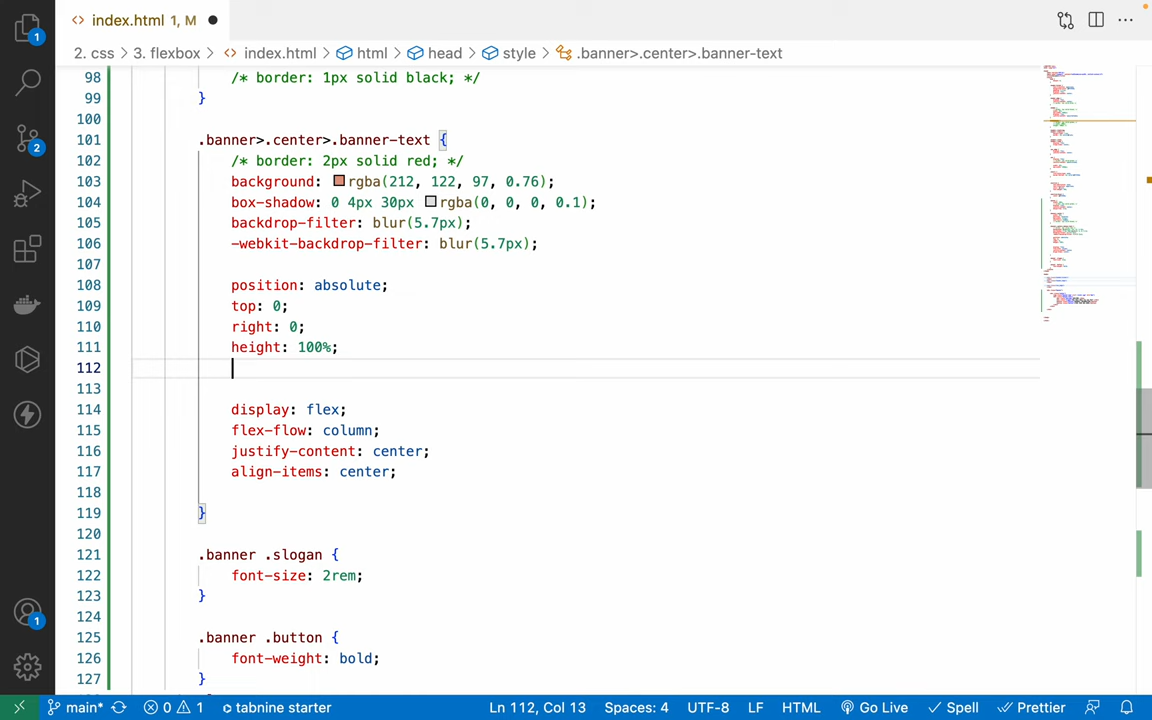 index.html 1, M
2. css > 3. flexbox > index.html > html > head > style > .banner>.center>.banner-text
98 /* border: 1px solid black; */
99 }
100
101 .banner>.center>.banner-text {
102 /* border: 2px solid red; */
103 background: rgba(212, 122, 97, 0.76);
104 box-shadow: 0 4px 30px rgba(0, 0, 0, 0.1);
105 backdrop-filter: blur(5.7px);
106 -webkit-backdrop-filter: blur(5.7px);
107
108 position: absolute;
109 top: 0;
110 right: 0;
111 height: 100%;
112
113
114 display: flex;
115 flex-flow: column;
116 justify-content: center;
117 align-items: center;
118
119 }
120
121 .banner .slogan {
122 font-size: 2rem;
123 }
124
125 .banner .button {
126 font-weight: bold;
127 }
1
2
1
main* 0 1 tabnine starter Ln 112, Col 13 Spaces: 4 UTF-8 LF HTML Go Live Spell Prettier